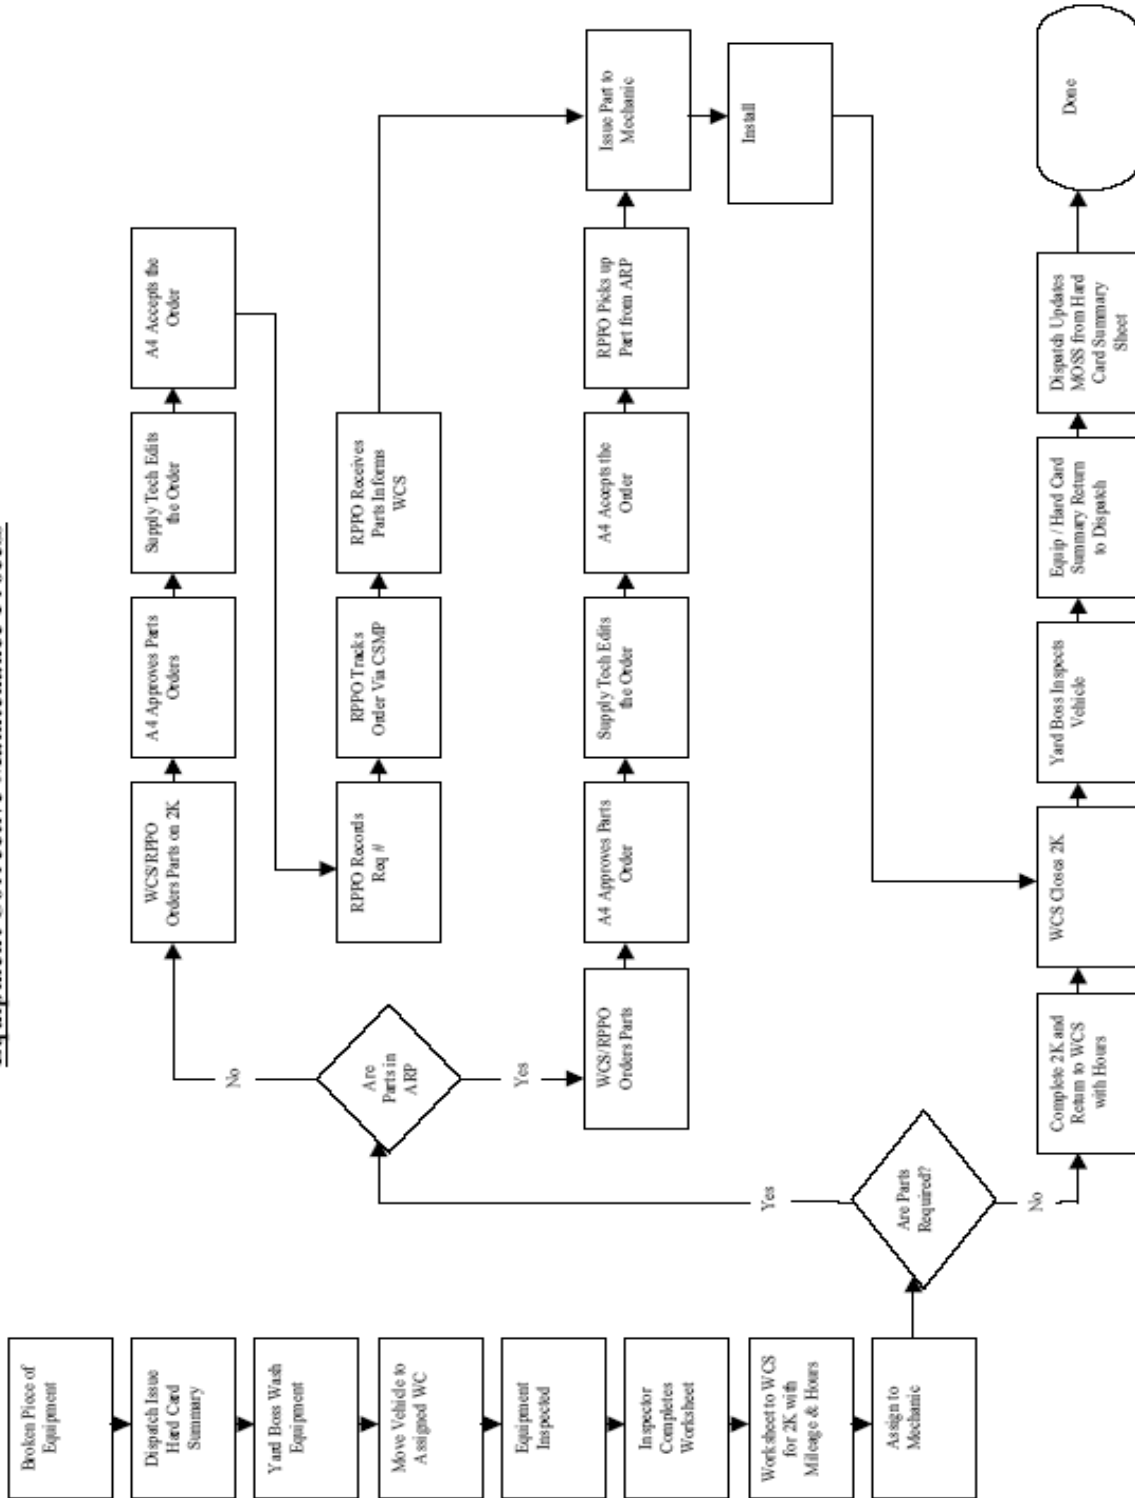 Equipment Corrective Maintenance Process
Broken Piece of
Equipment
Dispatch Issue
Hard Card
Summary
Yard Boss Wash
Equipment
Move Vehicle to
Assigned WC
Equipment
Inspected
Inspector
Completes
Worksheet
Worksheet to WCS
for 2K with
Mileage & Hours
Assign to
Mechanic
Are Parts
Required?
Yes
No
Are
Parts in
ARP
No
Yes
WCS/RPPO
Orders Parts on 2K
A4 Approves Parts
Orders
Supply Tech Edits
the Order
A4 Accepts the
Order
RPPO Records
Req #
RPPO Tracks
Order Via CSMP
RPPO Receives
Parts Informs
WCS
WCS/RPPO
Orders Parts
A4 Approves Parts
Order
Supply Tech Edits
the Order
A4 Accepts the
Order
RPPO Picks up
Part from ARP
Issue Part to
Mechanic
Install
Complete 2K and
Return to WCS
with Hours
WCS Closes 2K
Yard Boss Inspects
Vehicle
Equip / Hard Card
Summary Return
to Dispatch
Dispatch Updates
MOSS from Hard
Card Summary
Sheet
Done